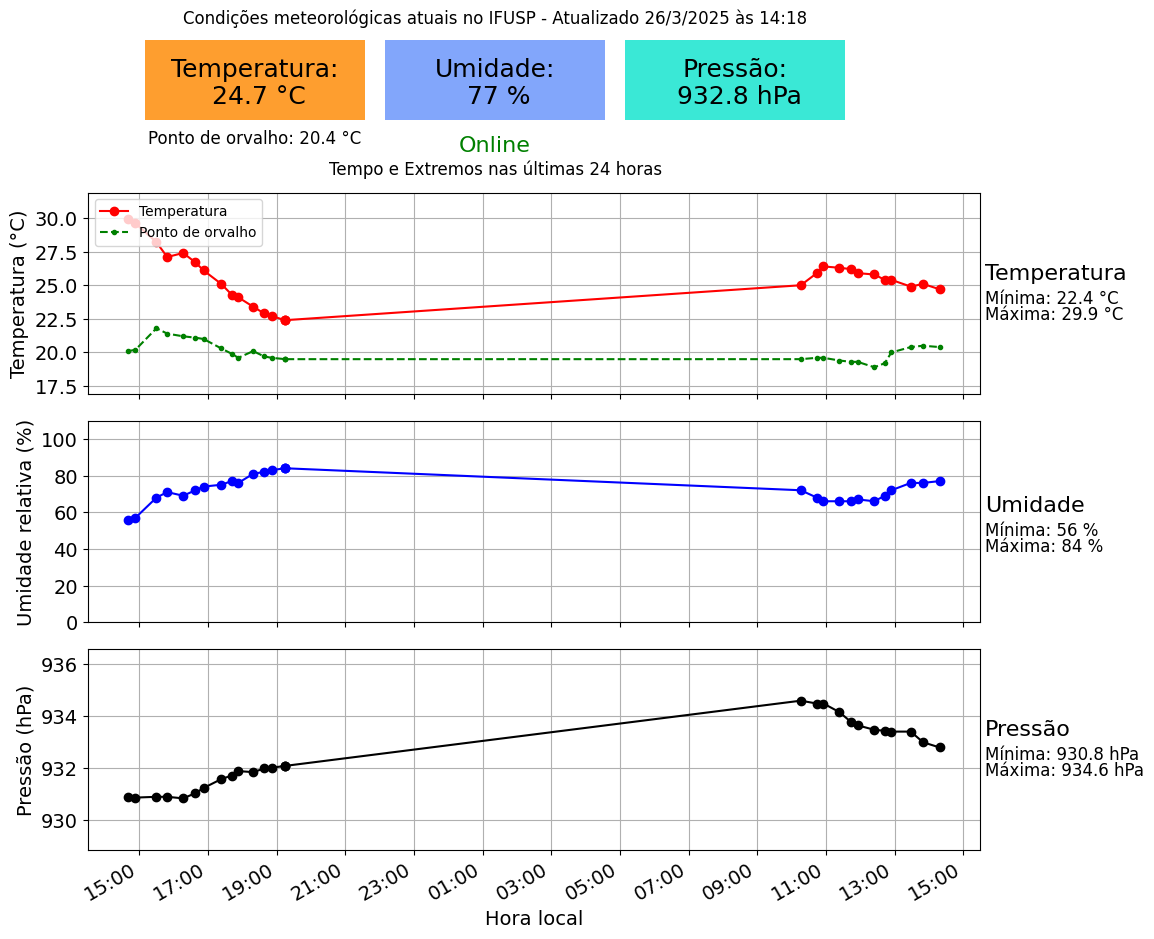 Condições meteorológicas atuais no IFUSP - Atualizado 26/3/2025 às 14:18
Temperatura:
24.7 °C
Umidade:
77 %
Pressão:
932.8 hPa
Ponto de orvalho: 20.4 °C
Online
Tempo e Extremos nas últimas 24 horas
Temperatura (°C)
30.0
27.5
25.0
22.5
20.0
17.5
Temperatura
Ponto de orvalho
Temperatura
Mínima: 22.4 °C
Máxima: 29.9 °C
Umidade relativa (%)
100
80
60
40
20
0
Umidade
Mínima: 56 %
Máxima: 84 %
Pressão (hPa)
936
934
932
930
Pressão
Mínima: 930.8 hPa
Máxima: 934.6 hPa
15:00 17:00 19:00 21:00 23:00 01:00 03:00 05:00 07:00 09:00 11:00 13:00 15:00
Hora local